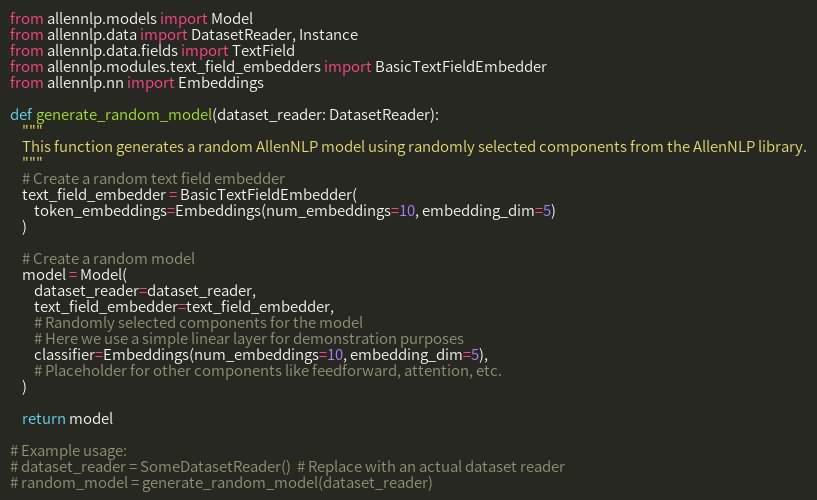 from allennlp.models import Model
from allennlp.data import DatasetReader, Instance
from allennlp.data.fields import TextField
from allennlp.modules.text_field_embedders import BasicTextFieldEmbedder
from allennlp.nn import Embeddings

def generate_random_model(dataset_reader: DatasetReader):
    """
    This function generates a random AllenNLP model using randomly selected components from the AllenNLP library.
    """
    # Create a random text field embedder
    text_field_embedder = BasicTextFieldEmbedder(
        token_embeddings=Embeddings(num_embeddings=10, embedding_dim=5)
    )

    # Create a random model
    model = Model(
        dataset_reader=dataset_reader,
        text_field_embedder=text_field_embedder,
        # Randomly selected components for the model
        # Here we use a simple linear layer for demonstration purposes
        classifier=Embeddings(num_embeddings=10, embedding_dim=5),
        # Placeholder for other components like feedforward, attention, etc.
    )

    return model

# Example usage:
# dataset_reader = SomeDatasetReader()  # Replace with an actual dataset reader
# random_model = generate_random_model(dataset_reader)